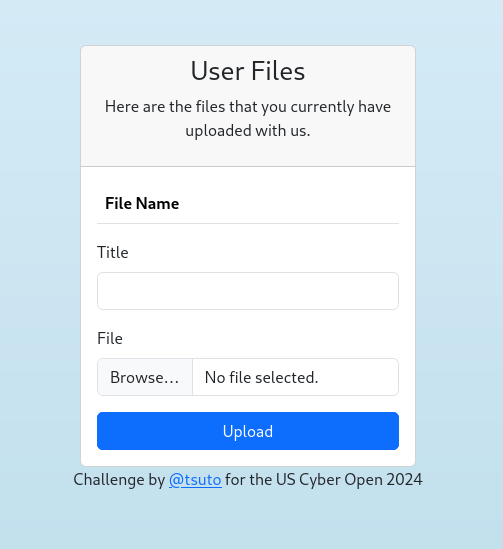 User Files
Here are the files that you currently have
uploaded with us.
File Name
Title
File
Browse… No file selected.
Upload
Challenge by @tsuto for the US Cyber Open 2024